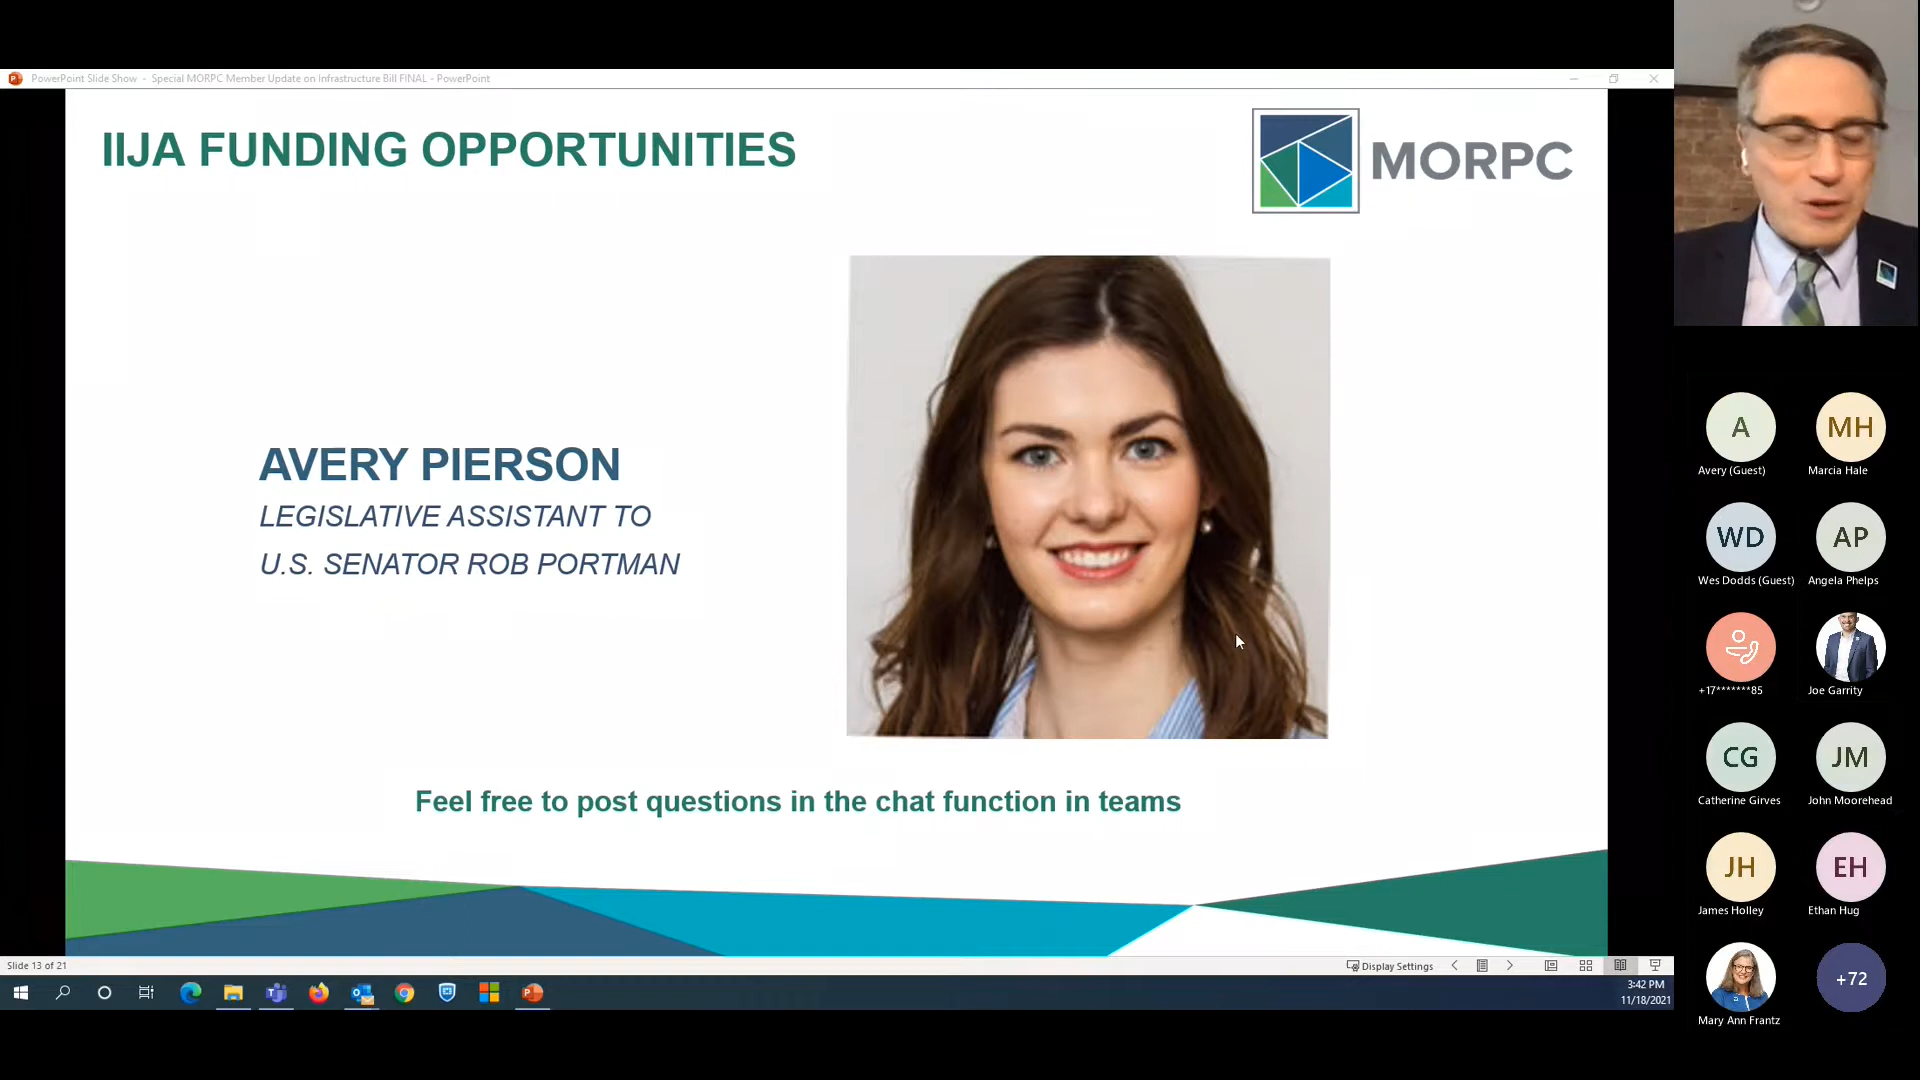 PowerPoint Slide Show - Special MORPC Member Update on Infrastructure Bill FINAL - PowerPoint
IIJA FUNDING OPPORTUNITIES
MORPC
AVERY PIERSON
LEGISLATIVE ASSISTANT TO
U.S. SENATOR ROB PORTMAN
Feel free to post questions in the chat function in teams
Slide 13 of 21
Display Settings
3:42 PM
11/18/2021
A
Avery (Guest)
MH
Marcia Hale
WD
Wes Dodds (Guest)
AP
Angela Phelps
+17*******85
Joe Garrity
CG
Catherine Girves
JM
John Moorehead
JH
James Holley
EH
Ethan Hug
Mary Ann Frantz
+72